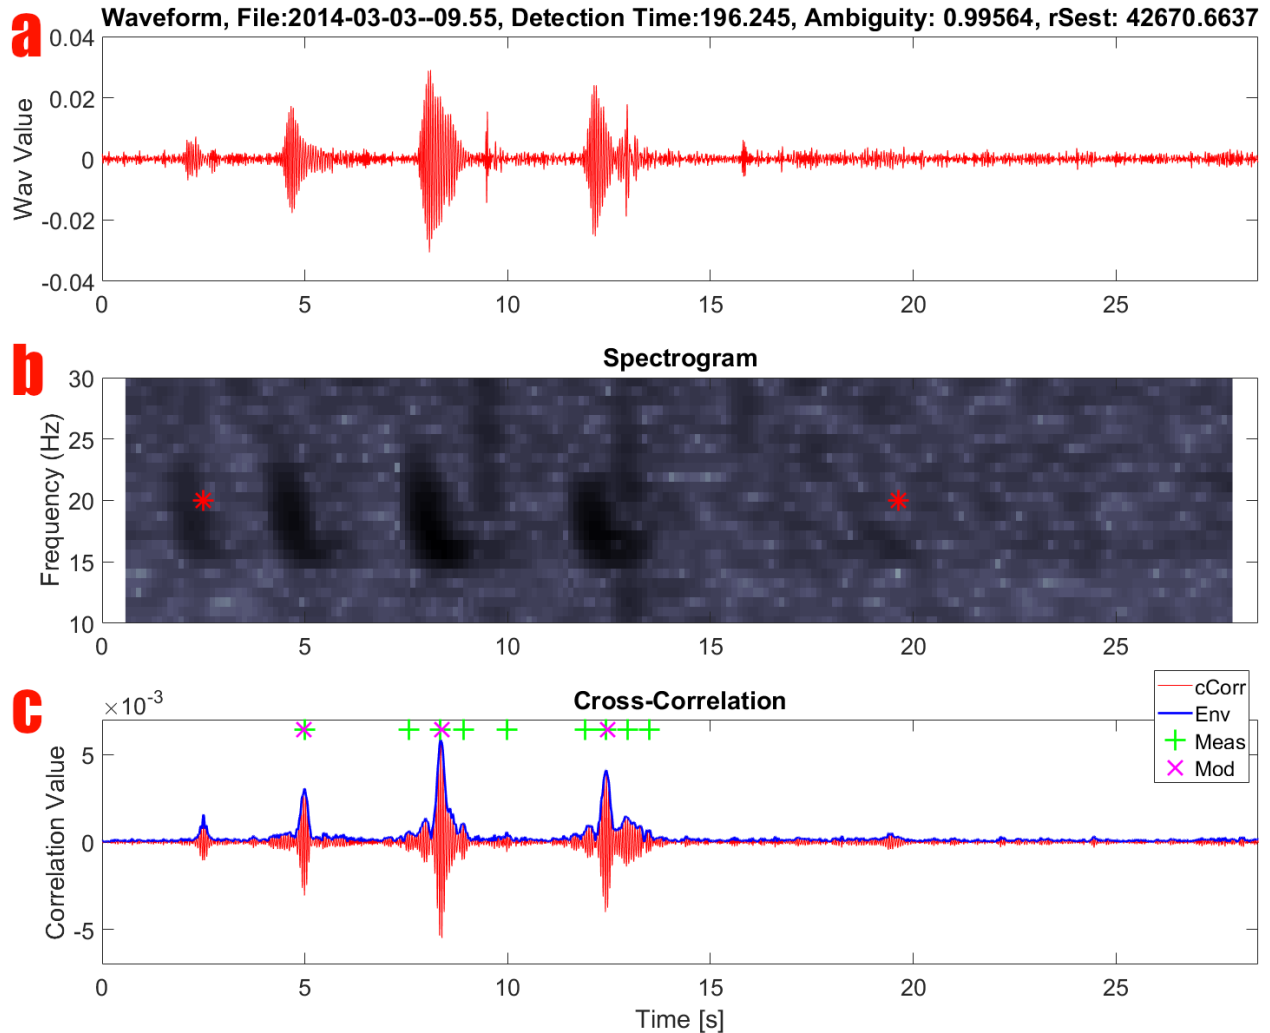 a
Waveform, File:2014-03-03--09.55, Detection Time:196.245, Ambiguity: 0.99564, rSest: 42670.6637
0.04
0.02
0
-0.02
-0.04
Wav Value
0 5 10 15 20 25
b
Spectrogram
30
25
20
15
10
Frequency (Hz)
0 5 10 15 20 25
c
×10-3
Cross-Correlation
5
0
-5
Correlation Value
cCorr
Env
Meas
Mod
0 5 10 15 20 25
Time [s]